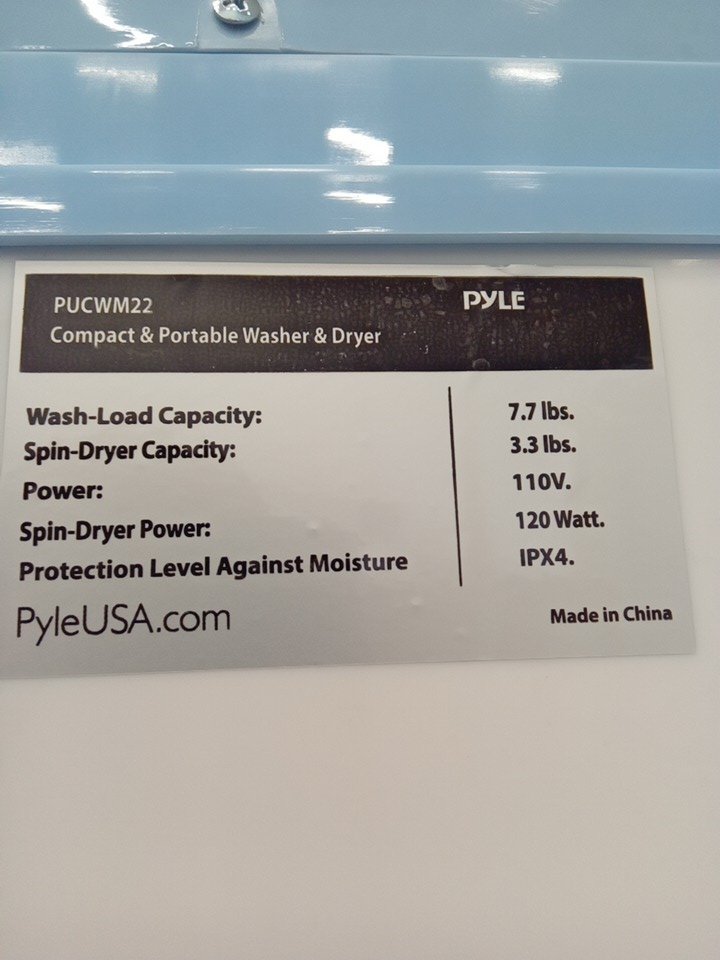 PUCWM22 PYLE
Compact & Portable Washer & Dryer
Wash-Load Capacity: 7.7 lbs.
Spin-Dryer Capacity: 3.3 lbs.
Power: 110V.
Spin-Dryer Power: 120 Watt.
Protection Level Against Moisture IPX4.
PyleUSA.com Made in China